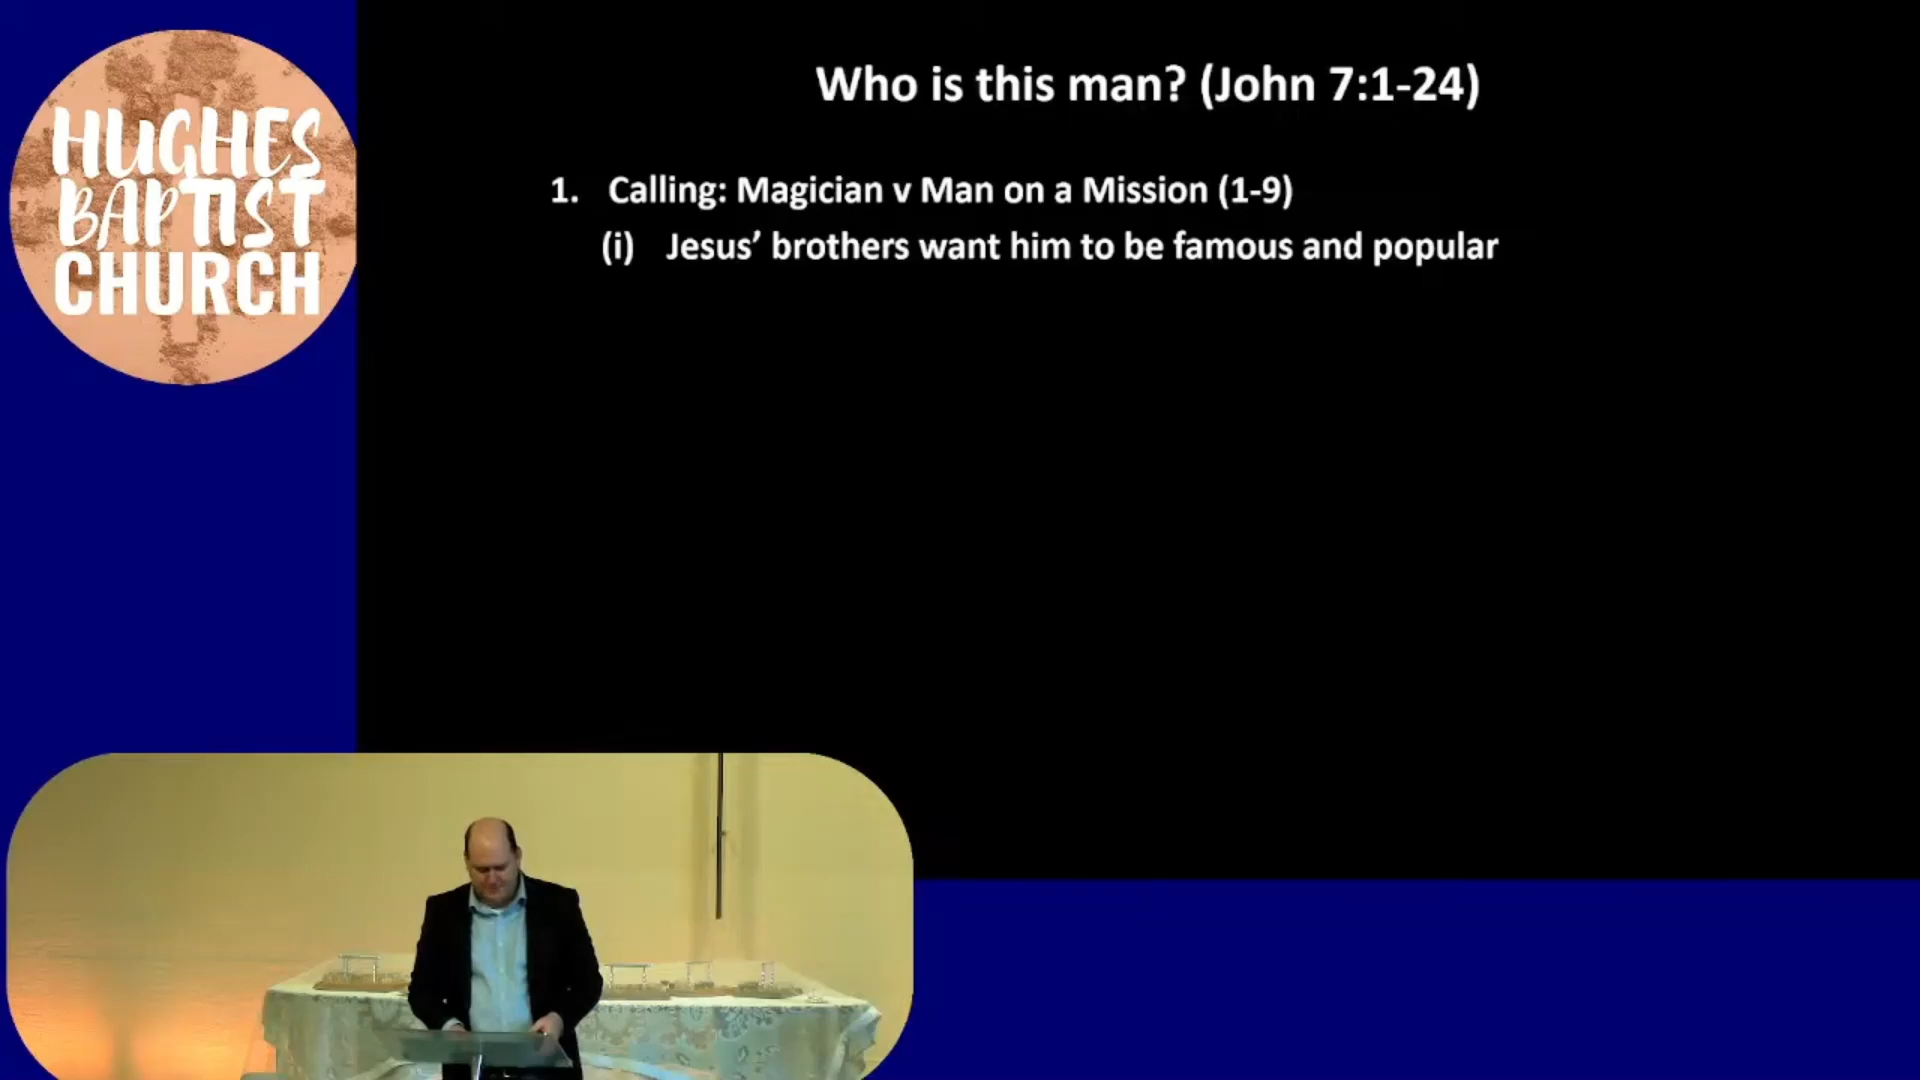 HUGHES
BAPTIST
CHURCH
Who is this man? (John 7:1-24)
1. Calling: Magician v Man on a Mission (1-9)
(i) Jesus’ brothers want him to be famous and popular